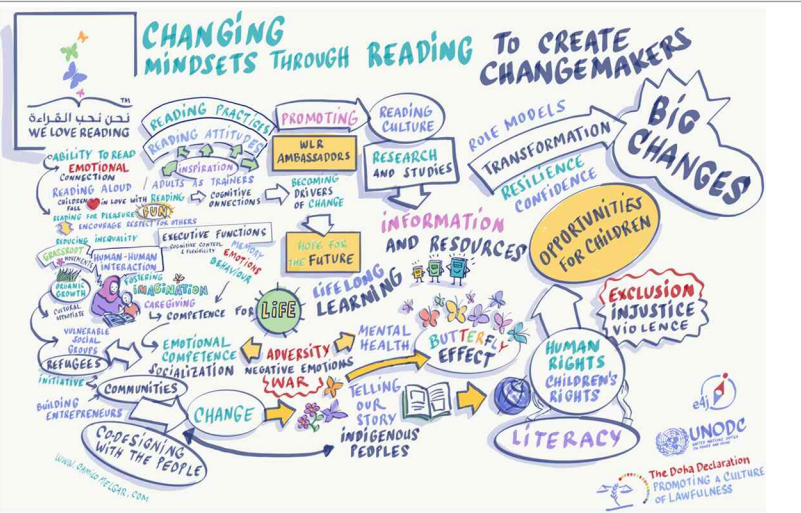 CHANGING
MINDSETS THROUGH READING
TO CREATE
CHANGEMAKERS
TM
نحن نحب القراءة
WE LOVE READING
READING PRACTICES
READING ATTITUDES
INSPIRATION
ADULTS AS TRAINERS
PROMOTING
READING
CULTURE
WLR
AMBASSADORS
RESEARCH
AND STUDIES
ROLE MODELS
TRANSFORMATION
RESILIENCE
CONFIDENCE
BIG
CHANGES
ABILITY TO READ
EMOTIONAL
CONNECTION
READING ALOUD
CHILDREN
FALL
IN LOVE WITH READING
COGNITIVE
CONNECTIONS
BECOMING
DRIVERS
OF CHANGE
READING FOR PLEASURE
FUN
ENCOURAGE RESPECT FOR OTHERS
REDUCING INEQUALITY
GRASSROOT
MOVEMENTS
HUMAN-HUMAN
INTERACTION
EXECUTIVE FUNCTIONS
COGNITIVE CONTROL
& FLEXIBILITY
MEMORY
EMOTIONS
BEHAVIOUR
HOPE FOR
THE FUTURE
INFORMATION
AND RESOURCES
OPPORTUNITIES
FOR CHILDREN
ORGANIC
GROWTH
CULTURAL
FOSTERING
IMAGINATION
CAREGIVING
COMPETENCE FOR
LIFE
LIFELONG
LEARNING
EXCLUSION
INJUSTICE
VIOLENCE
VULNERABLE
SOCIAL
GROUPS
REFUGEES
EMOTIONAL
COMPETENCE
SOCIALIZATION
ADVERSITY
NEGATIVE EMOTIONS
WAR
MENTAL
HEALTH
BUTTERFLY
EFFECT
HUMAN
RIGHTS
CHILDREN'S
RIGHTS
INITIATIVE
COMMUNITIES
BUILDING
ENTREPRENEURS
CHANGE
TELLING
OUR
STORY
INDIGENOUS
PEOPLES
LITERACY
CO-DESIGNING
WITH THE PEOPLE
e4j
UNODC
The Doha Declaration
PROMOTING A CULTURE
OF LAWFULNESS